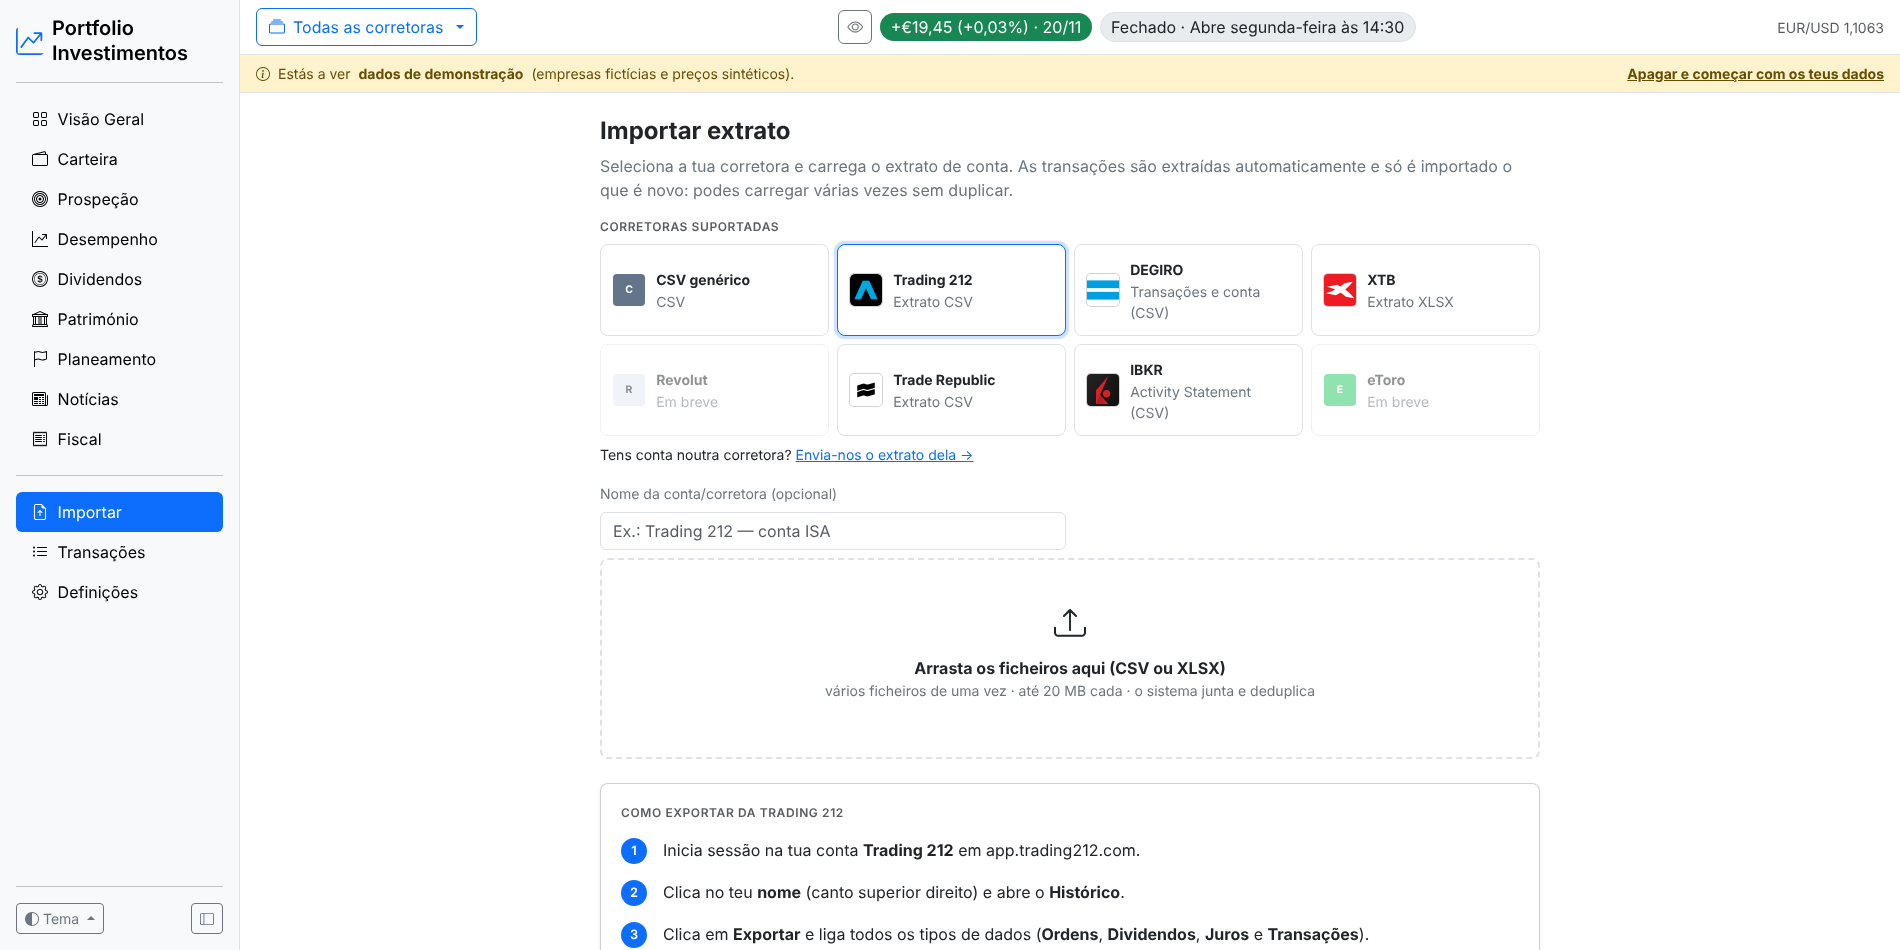 Portfolio
Investimentos
Visão Geral
Carteira
Prospeção
Desempenho
Dividendos
Património
Planeamento
Notícias
Fiscal
Importar
Transações
Definições
Tema
Todas as corretoras
+€19,45 (+0,03%) · 20/11
Fechado · Abre segunda-feira às 14:30
EUR/USD 1,1063
Estás a ver dados de demonstração (empresas fictícias e preços sintéticos).
Apagar e começar com os teus dados
Importar extrato
Seleciona a tua corretora e carrega o extrato de conta. As transações são extraídas automaticamente e só é importado o
que é novo: podes carregar várias vezes sem duplicar.
CORRETORAS SUPORTADAS
C
CSV genérico
CSV
Trading 212
Extrato CSV
DEGIRO
Transações e conta
(CSV)
XTB
Extrato XLSX
R
Revolut
Em breve
Trade Republic
Extrato CSV
IBKR
Activity Statement
(CSV)
E
eToro
Em breve
Tens conta noutra corretora? Envia-nos o extrato dela →
Nome da conta/corretora (opcional)
Ex.: Trading 212 — conta ISA
Arrasta os ficheiros aqui (CSV ou XLSX)
vários ficheiros de uma vez · até 20 MB cada · o sistema junta e deduplica
COMO EXPORTAR DA TRADING 212
1 Inicia sessão na tua conta Trading 212 em app.trading212.com.
2 Clica no teu nome (canto superior direito) e abre o Histórico.
3 Clica em Exportar e liga todos os tipos de dados (Ordens, Dividendos, Juros e Transações).